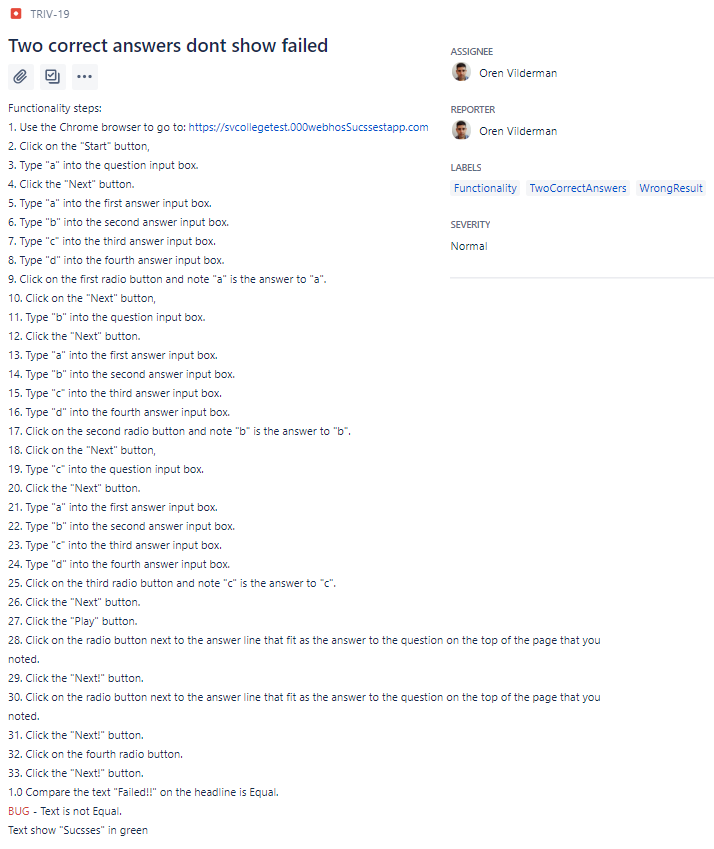 TRIV-19
Two correct answers dont show failed
Functionality steps:
1. Use the Chrome browser to go to: https://svcollegetest.000webhosSucssestapp.com
2. Click on the "Start" button,
3. Type "a" into the question input box.
4. Click the "Next" button.
5. Type "a" into the first answer input box.
6. Type "b" into the second answer input box.
7. Type "c" into the third answer input box.
8. Type "d" into the fourth answer input box.
9. Click on the first radio button and note "a" is the answer to "a".
10. Click on the "Next" button,
11. Type "b" into the question input box.
12. Click the "Next" button.
13. Type "a" into the first answer input box.
14. Type "b" into the second answer input box.
15. Type "c" into the third answer input box.
16. Type "d" into the fourth answer input box.
17. Click on the second radio button and note "b" is the answer to "b".
18. Click on the "Next" button,
19. Type "c" into the question input box.
20. Click the "Next" button.
21. Type "a" into the first answer input box.
22. Type "b" into the second answer input box.
23. Type "c" into the third answer input box.
24. Type "d" into the fourth answer input box.
25. Click on the third radio button and note "c" is the answer to "c".
26. Click the "Next" button.
27. Click the "Play" button.
28. Click on the radio button next to the answer line that fit as the answer to the question on the top of the page that you
noted.
29. Click the "Next!" button.
30. Click on the radio button next to the answer line that fit as the answer to the question on the top of the page that you
noted.
31. Click the "Next!" button.
32. Click on the fourth radio button.
33. Click the "Next!" button.
1.0 Compare the text "Failed!!" on the headline is Equal.
BUG - Text is not Equal.
Text show "Sucsses" in green
ASSIGNEE
Oren Vilderman
REPORTER
Oren Vilderman
LABELS
Functionality TwoCorrectAnswers WrongResult
SEVERITY
Normal